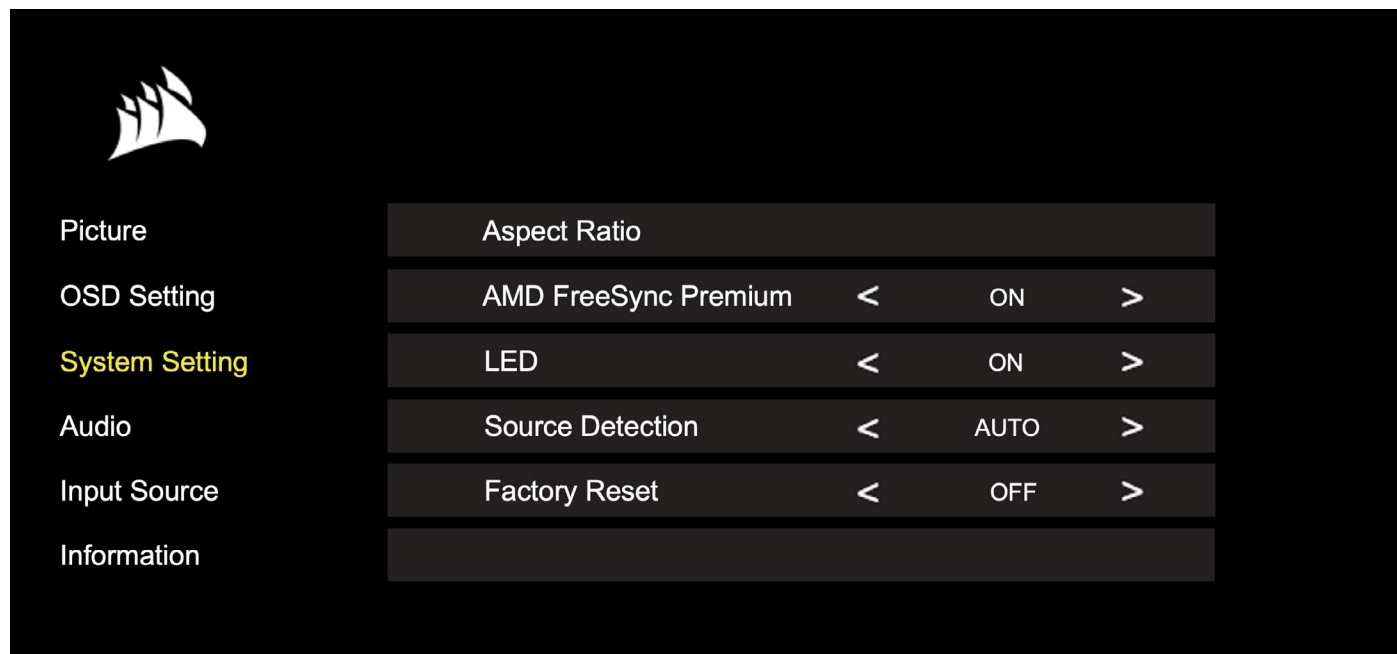 Picture Aspect Ratio
OSD Setting AMD FreeSync Premium < ON >
System Setting LED < ON >
Audio Source Detection < AUTO >
Input Source Factory Reset < OFF >
Information